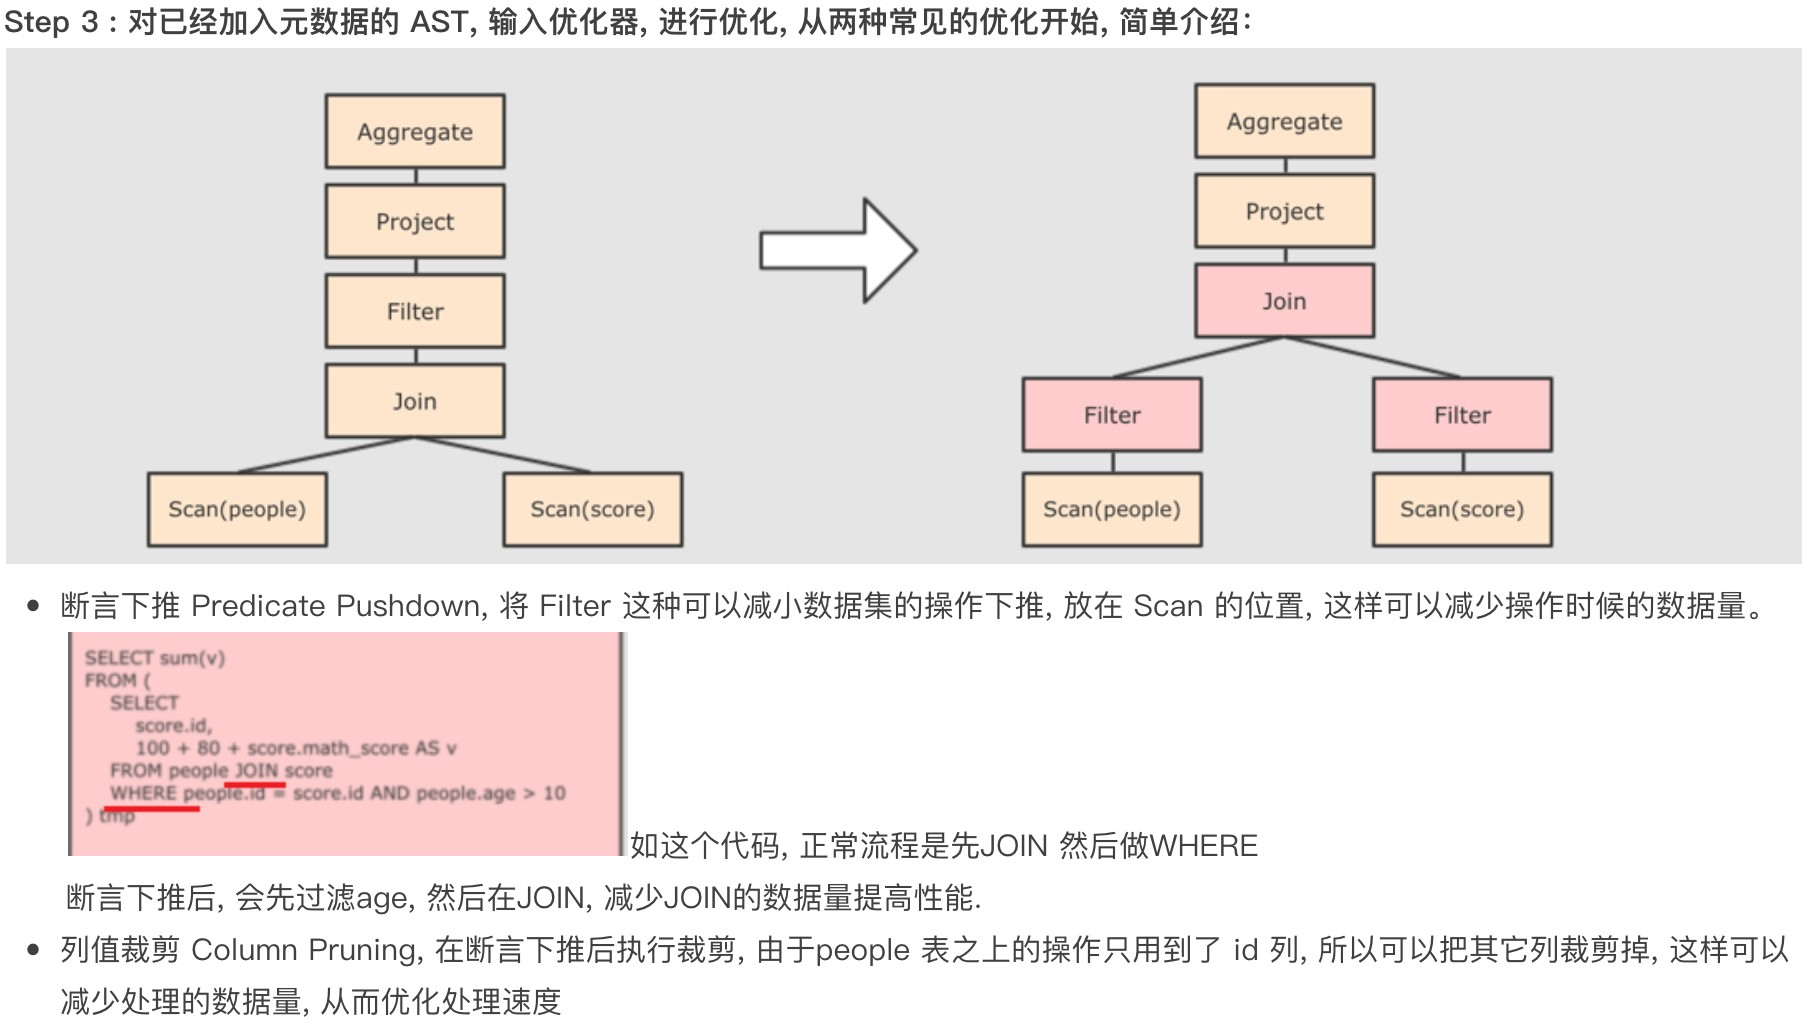 Step 3 : 对已经加入元数据的 AST, 输入优化器, 进行优化, 从两种常见的优化开始, 简单介绍:
Aggregate
Project
Filter
Join
Scan(people)
Scan(score)
Aggregate
Project
Join
Filter
Filter
Scan(people)
Scan(score)
断言下推 Predicate Pushdown, 将 Filter 这种可以减小数据集的操作下推, 放在 Scan 的位置, 这样可以减少操作时候的数据量。
SELECT sum(v)
FROM (
SELECT
score.id,
100 + 80 + score.math_score AS v
FROM people JOIN score
WHERE people.id = score.id AND people.age > 10
) tmp
如这个代码, 正常流程是先JOIN 然后做WHERE
断言下推后, 会先过滤age, 然后在JOIN, 减少JOIN的数据量提高性能.
列值裁剪 Column Pruning, 在断言下推后执行裁剪, 由于people 表之上的操作只用到了 id 列, 所以可以把其它列裁剪掉, 这样可以
减少处理的数据量, 从而优化处理速度